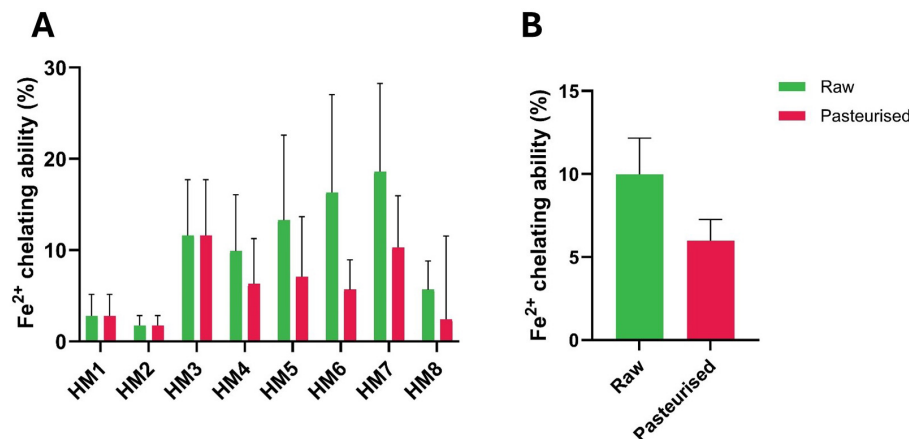 A
Fe²⁺ chelating ability (%)
30
20
10
0
HM1
HM2
HM3
HM4
HM5
HM6
HM7
HM8
B
Fe²⁺ chelating ability (%)
15
10
5
0
Raw
Pasteurised
Raw
Pasteurised